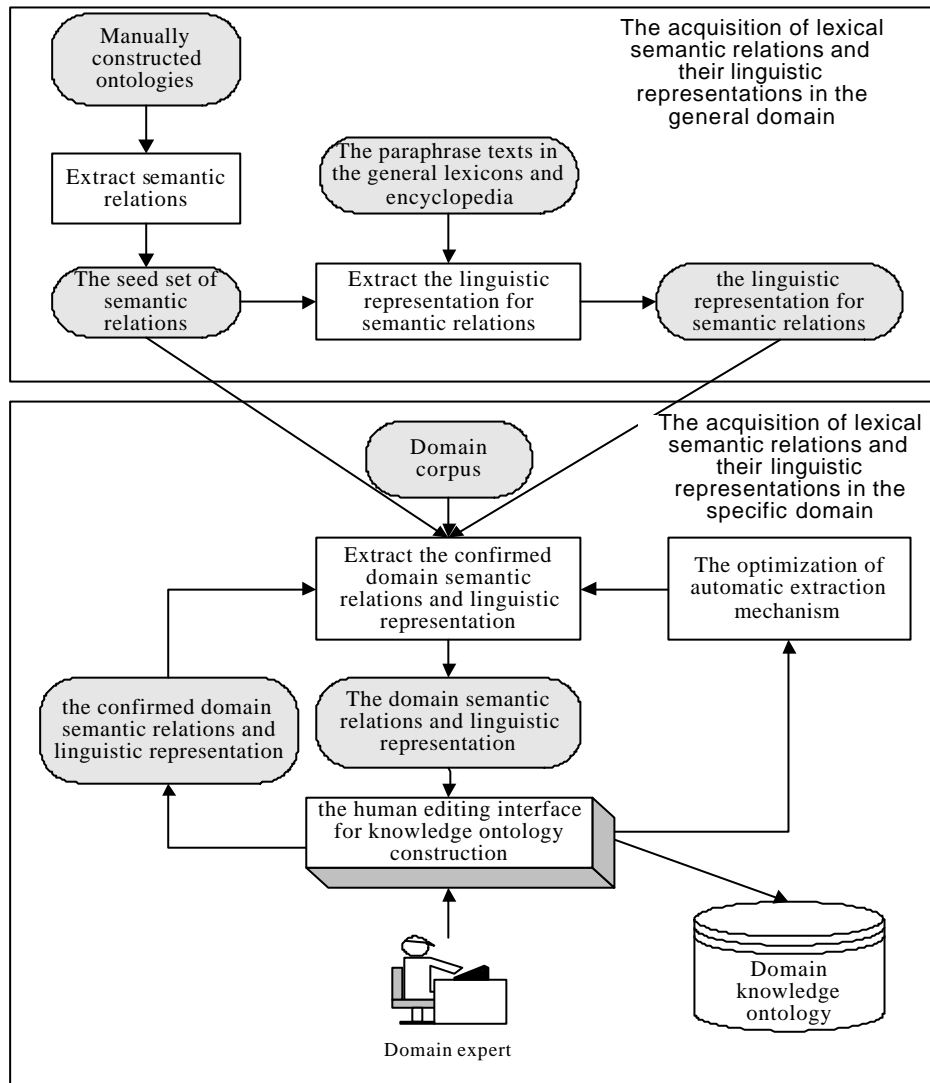 Manually
constructed
ontologies
The acquisition of lexical
semantic relations and
their linguistic
representations in the
general domain
Extract semantic
relations
The paraphrase texts in
the general lexicons and
encyclopedia
The seed set of
semantic
relations
Extract the linguistic
representation for
semantic relations
the linguistic
representation for
semantic relations
The acquisition of lexical
semantic relations and
their linguistic
representations in the
specific domain
Domain
corpus
Extract the confirmed
domain semantic
relations and linguistic
representation
The optimization of
automatic extraction
mechanism
the confirmed domain
semantic relations and
linguistic representation
The domain semantic
relations and linguistic
representation
the human editing interface
for knowledge ontology
construction
Domain
knowledge
ontology
Domain expert